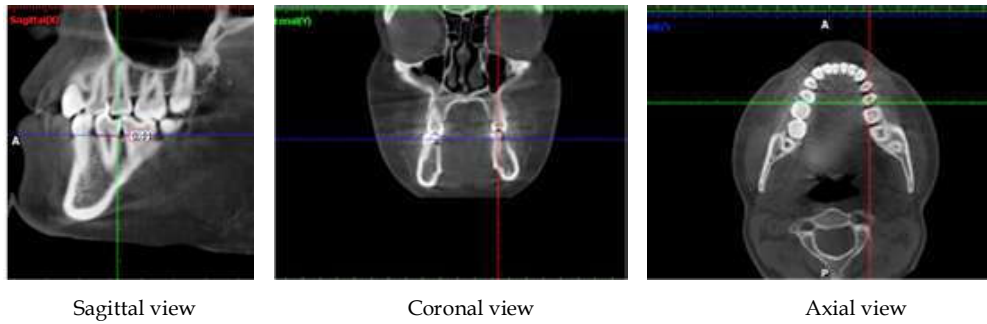 Sagittal(X)
A
A
P
Sagittal view
Coronal view
Axial view